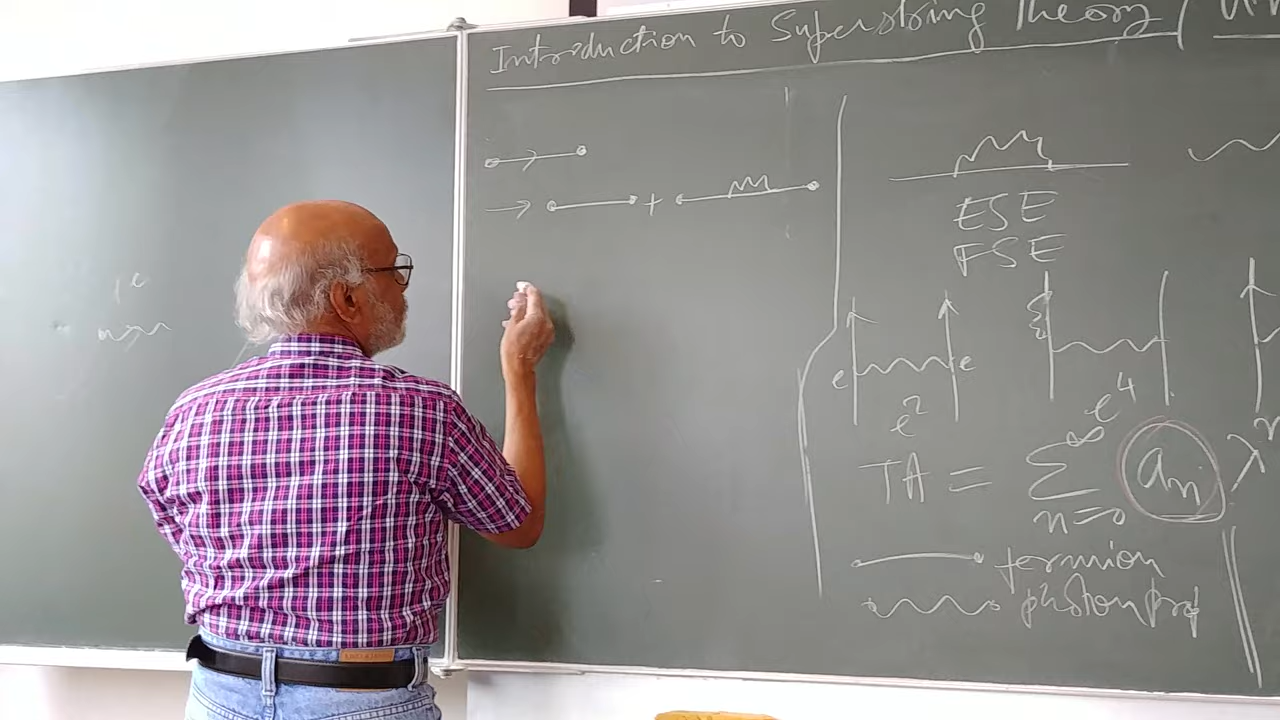 Introduction to Superstring Theory (
→ +
ESE
FSE
e e
e² e⁴
TA = ∑ n=0 ∞ aₙ λⁿ
fermion
photon prop